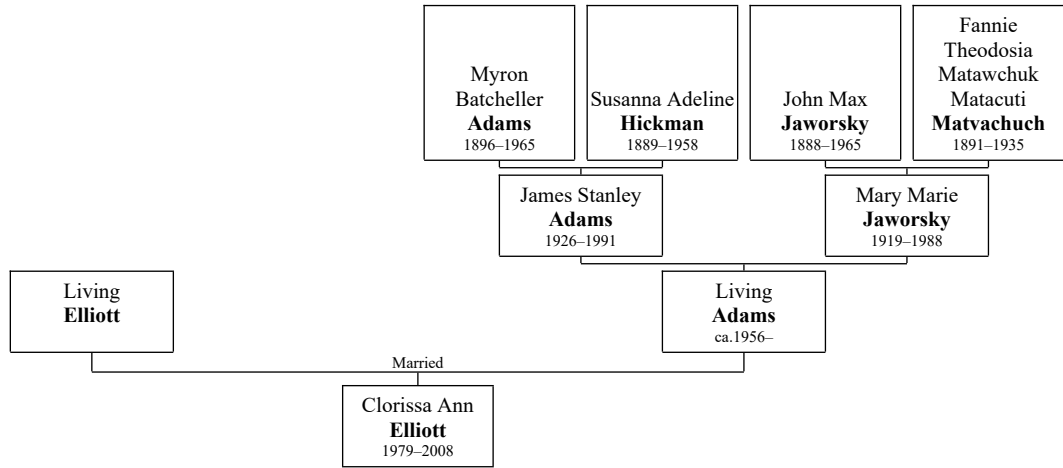 Myron
Batcheller
Adams
1896–1965
Susanna Adeline
Hickman
1889–1958
John Max
Jaworsky
1888–1965
Fannie
Theodosia
Matawchuk
Matacuti
Matvachuch
1891–1935
James Stanley
Adams
1926–1991
Mary Marie
Jaworsky
1919–1988
Living
Elliott
Living
Adams
ca.1956–
Married
Clorissa Ann
Elliott
1979–2008